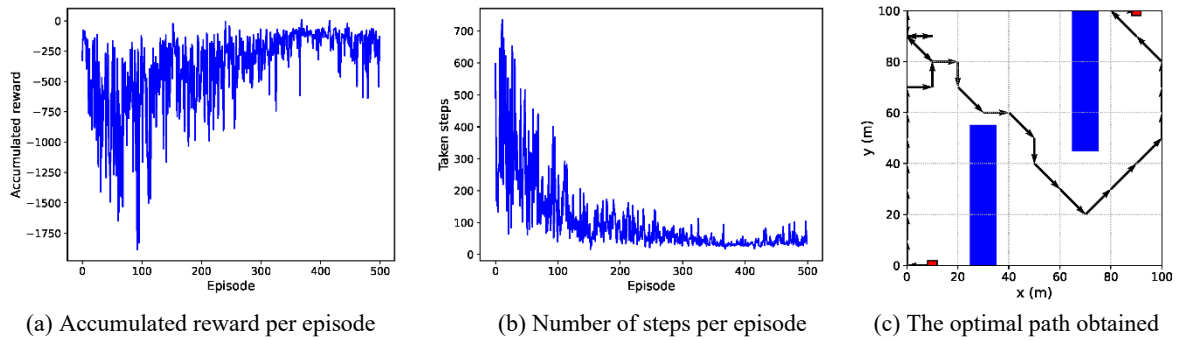 0
−250
−500
−750
−1000
−1250
−1500
−1750
Accumulated reward
0 100 200 300 400 500
Episode
(a) Accumulated reward per episode
700
600
500
400
300
200
100
0
Taken steps
0 100 200 300 400 500
Episode
(b) Number of steps per episode
100
80
60
40
20
0
y (m)
0 20 40 60 80 100
x (m)
(c) The optimal path obtained